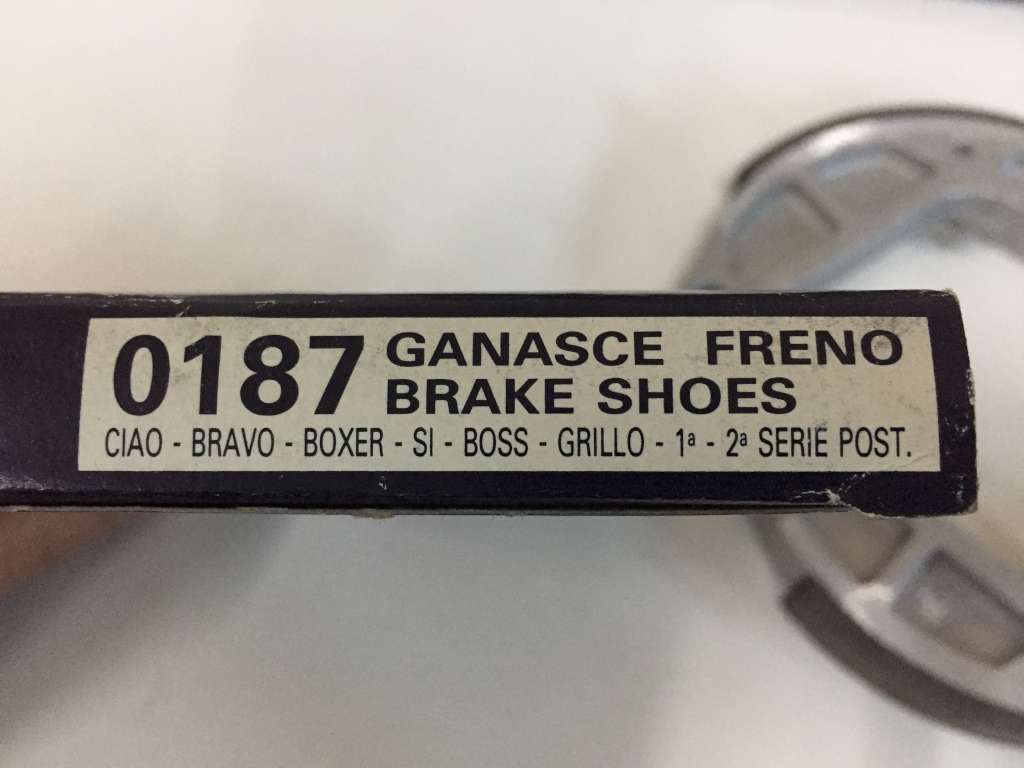 0187 GANASCE FRENO
BRAKE SHOES
CIAO - BRAVO - BOXER - SI - BOSS - GRILLO - 1ª - 2ª SERIE POST.